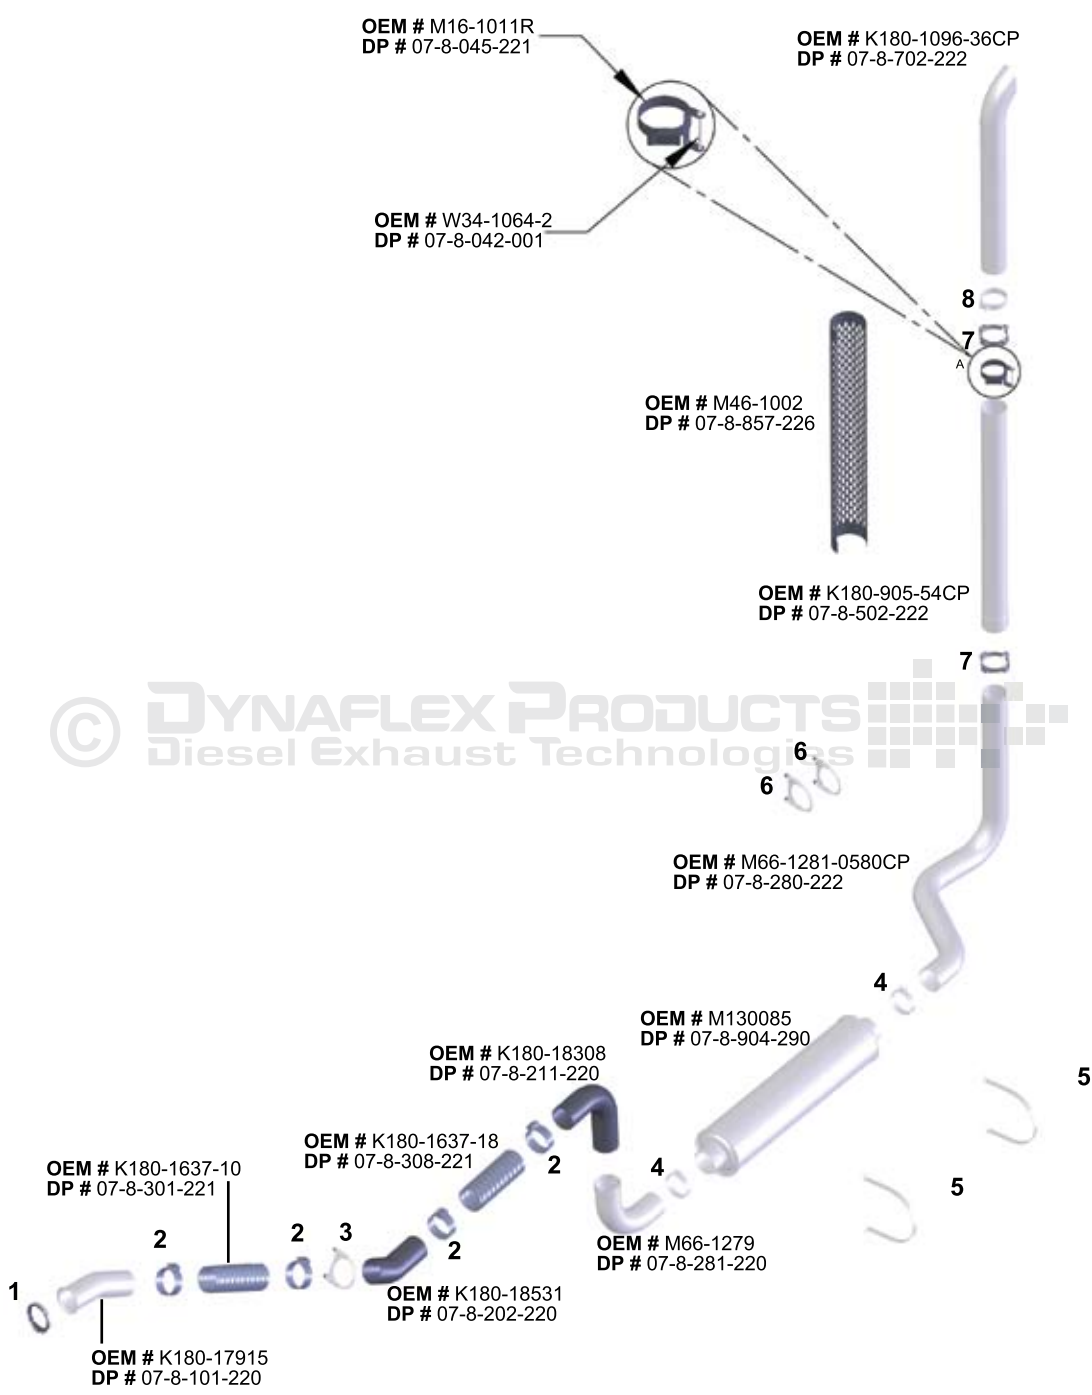 OEM # M16-1011R
DP # 07-8-045-221
OEM # K180-1096-36CP
DP # 07-8-702-222
OEM # W34-1064-2
DP # 07-8-042-001
8
7
A
OEM # M46-1002
DP # 07-8-857-226
OEM # K180-905-54CP
DP # 07-8-502-222
7
© DYNAFLEX PRODUCTS
Diesel Exhaust Technologies
6
6
OEM # M66-1281-0580CP
DP # 07-8-280-222
4
OEM # M130085
DP # 07-8-904-290
OEM # K180-18308
DP # 07-8-211-220
5
OEM # K180-1637-18
DP # 07-8-308-221
2
4
5
OEM # K180-1637-10
DP # 07-8-301-221
2
2
3
2
OEM # M66-1279
DP # 07-8-281-220
1
OEM # K180-18531
DP # 07-8-202-220
OEM # K180-17915
DP # 07-8-101-220